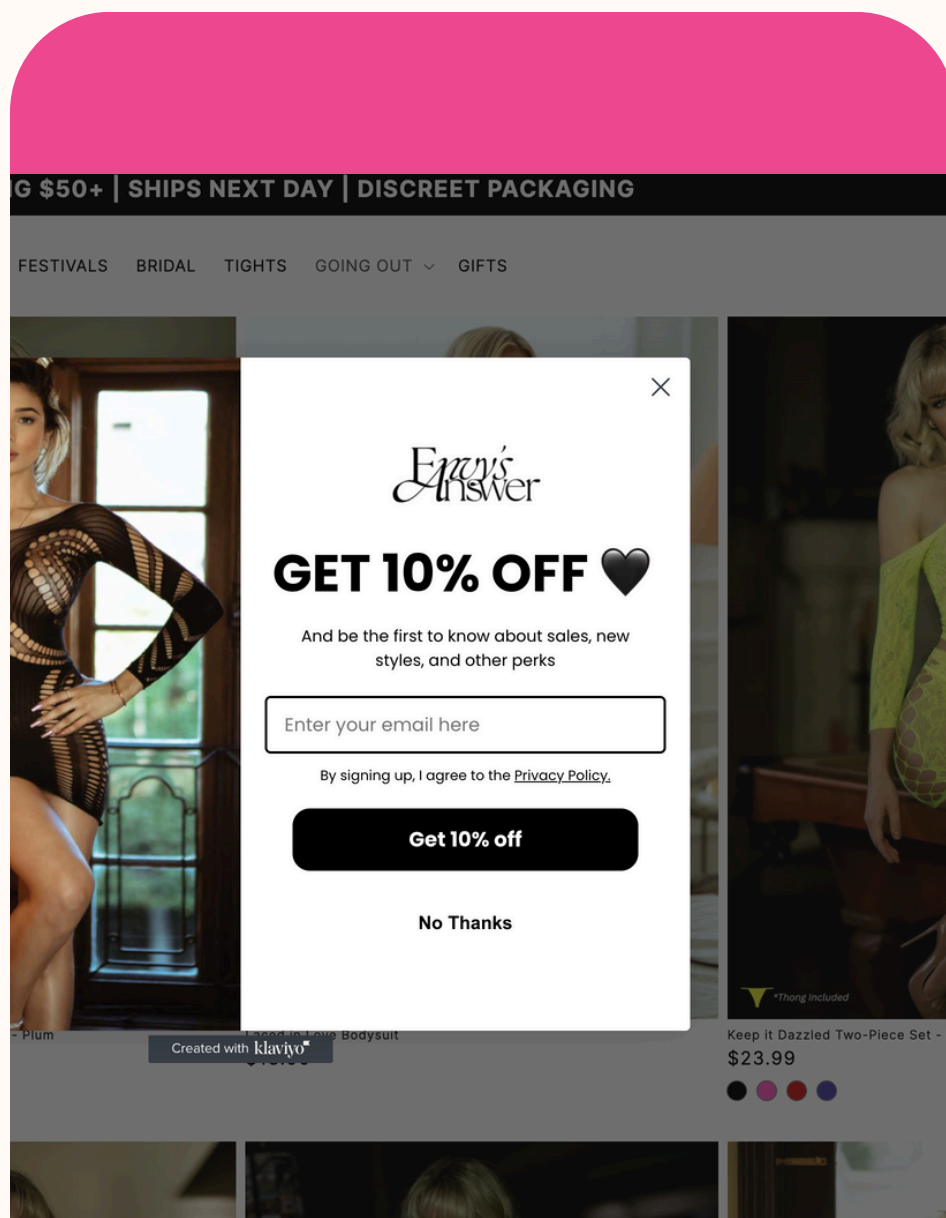 G $50+ | SHIPS NEXT DAY | DISCREET PACKAGING
FESTIVALS BRIDAL TIGHTS GOING OUT GIFTS
Envy's
Answer
GET 10% OFF 🖤
And be the first to know about sales, new
styles, and other perks
Enter your email here
By signing up, I agree to the Privacy Policy.
Get 10% off
No Thanks
*Thong Included
- Plum
Laced in Love Bodysuit
Keep it Dazzled Two-Piece Set -
Created with klaviyo
$23.99